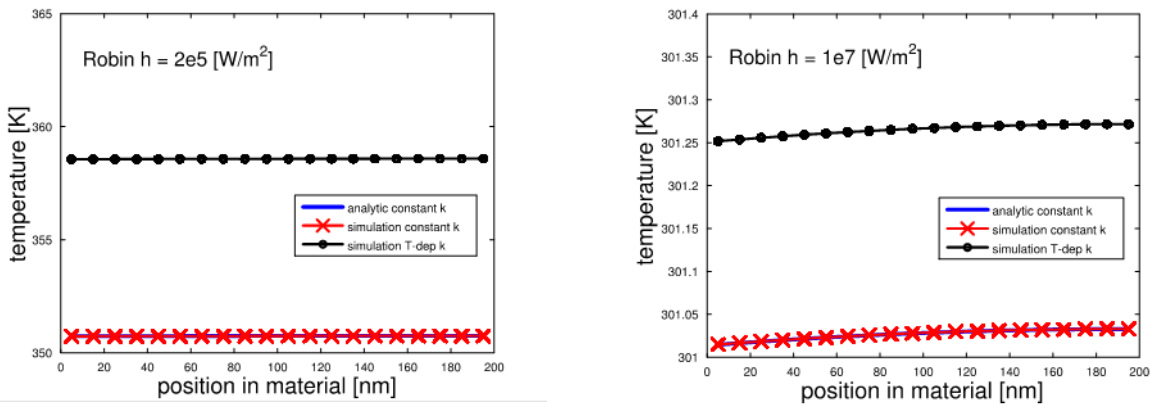 365
Robin h = 2e5 [W/m2]
360
temperature [K]
analytic constant k
simulation constant k
355
simulation T-dep k
350
0 20 40 60 80 100 120 140 160 180 200
position in material [nm]
301.4
301.35
Robin h = 1e7 [W/m2]
301.3
temperature [K]
301.25
301.2
analytic constant k
301.15
simulation constant k
simulation T-dep k
301.1
301.05
301
0 20 40 60 80 100 120 140 160 180 200
position in material [nm]